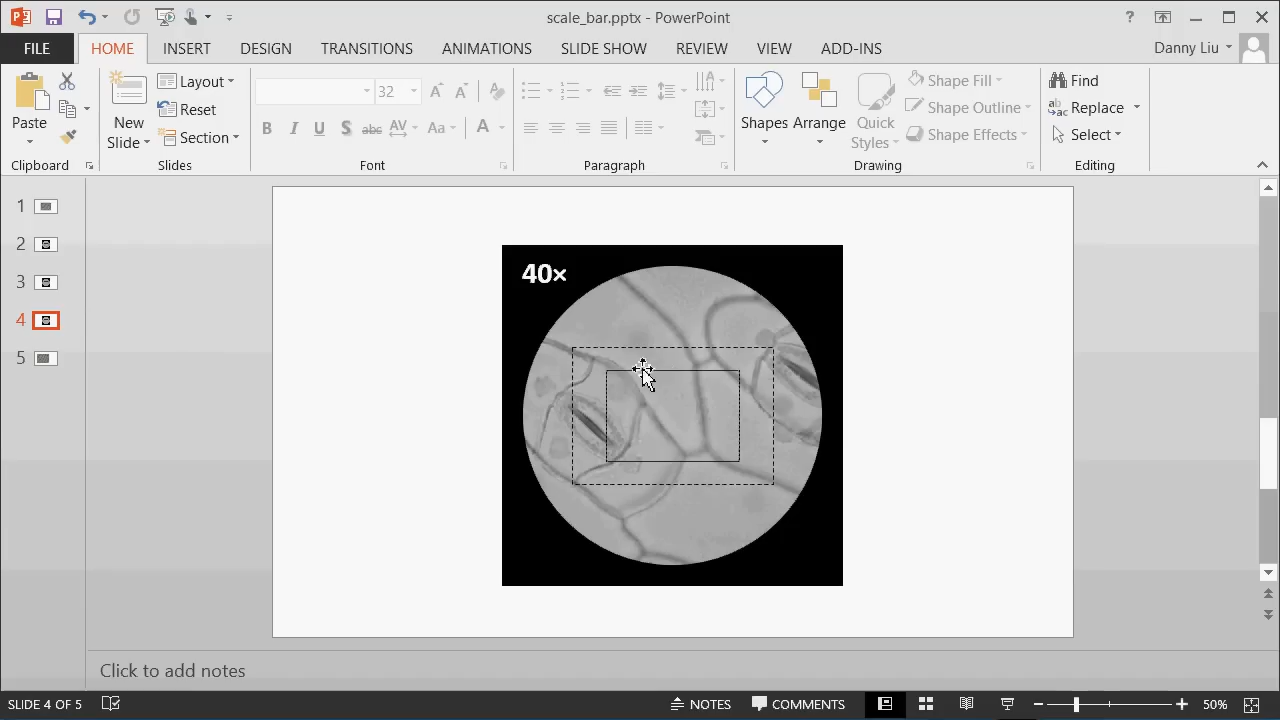 scale_bar.pptx - PowerPoint
FILE HOME INSERT DESIGN TRANSITIONS ANIMATIONS SLIDE SHOW REVIEW VIEW ADD-INS Danny Liu
Paste
Clipboard
New
Slide
Layout
Reset
Section
Slides
32
B I U S abc AV Aa A
Font
Paragraph
Shapes
Arrange
Quick
Styles
Shape Fill
Shape Outline
Shape Effects
Drawing
Find
Replace
Select
Editing
1
2
3
4
5
40×
Click to add notes
SLIDE 4 OF 5 NOTES COMMENTS 50%